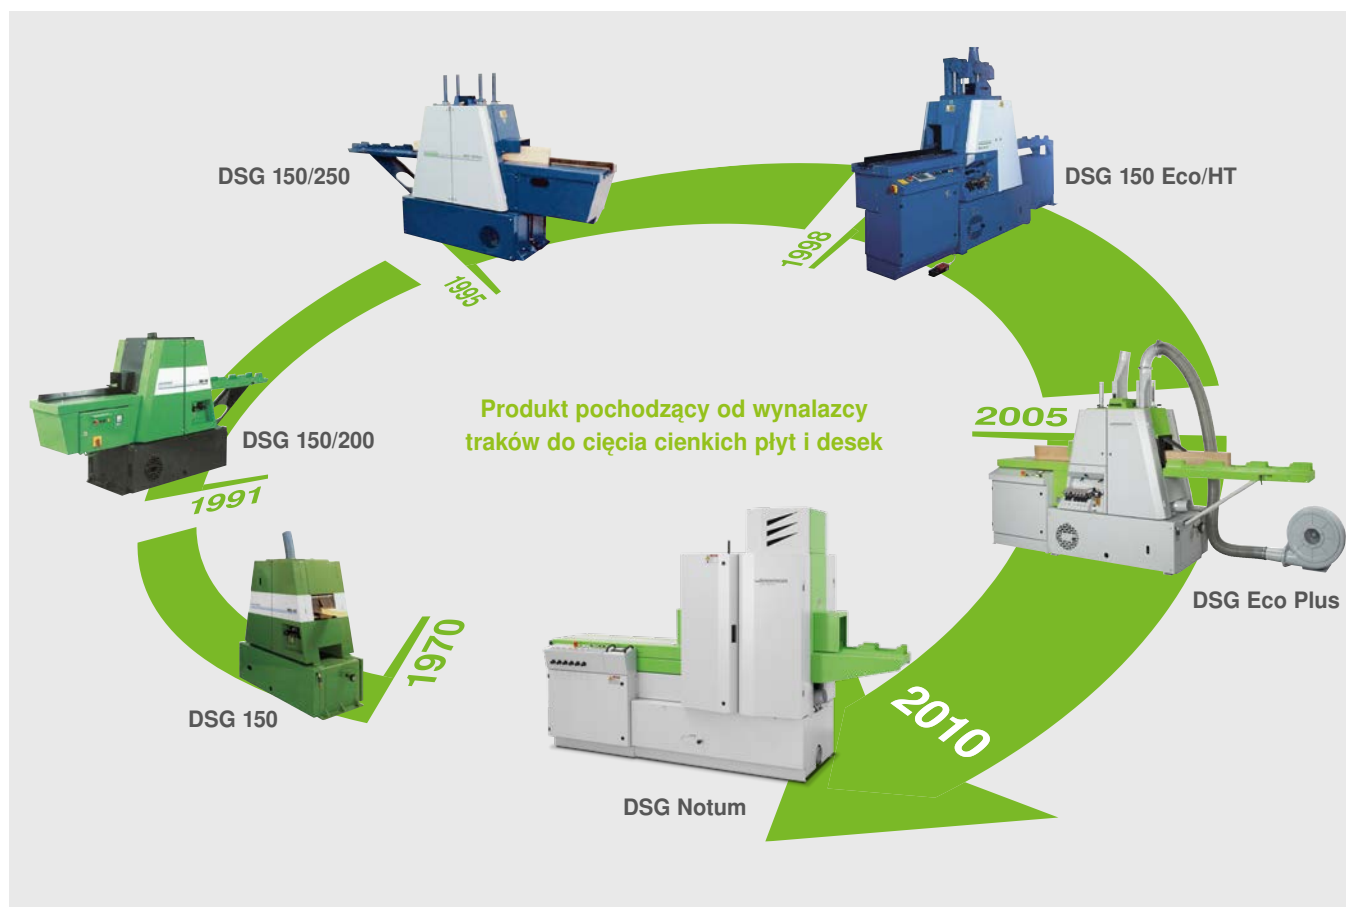 DSG 150/250
DSG 150 Eco/HT
1998
1995
Produkt pochodzący od wynalazcy
traków do cięcia cienkich płyt i desek
2005
DSG 150/200
1991
DSG Eco Plus
1970
DSG 150
2010
DSG Notum